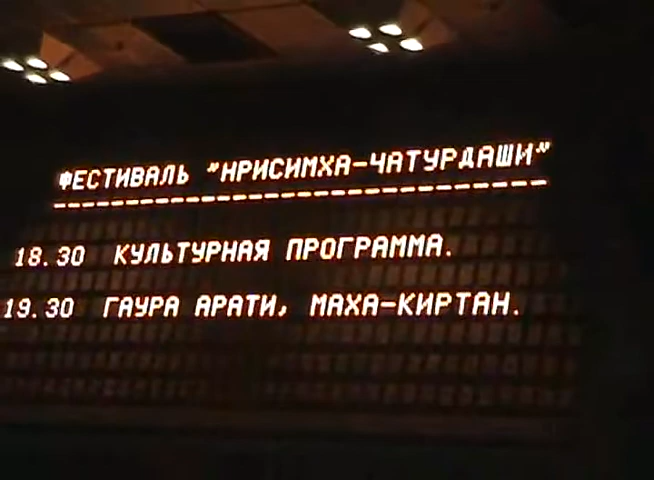 ФЕСТИВАЛЬ "НРИСИМХА-ЧАТУРДАШИ"
18.30 КУЛЬТУРНАЯ ПРОГРАММА.
19.30 ГАУРА АРАТИ, МАХА-КИРТАН.